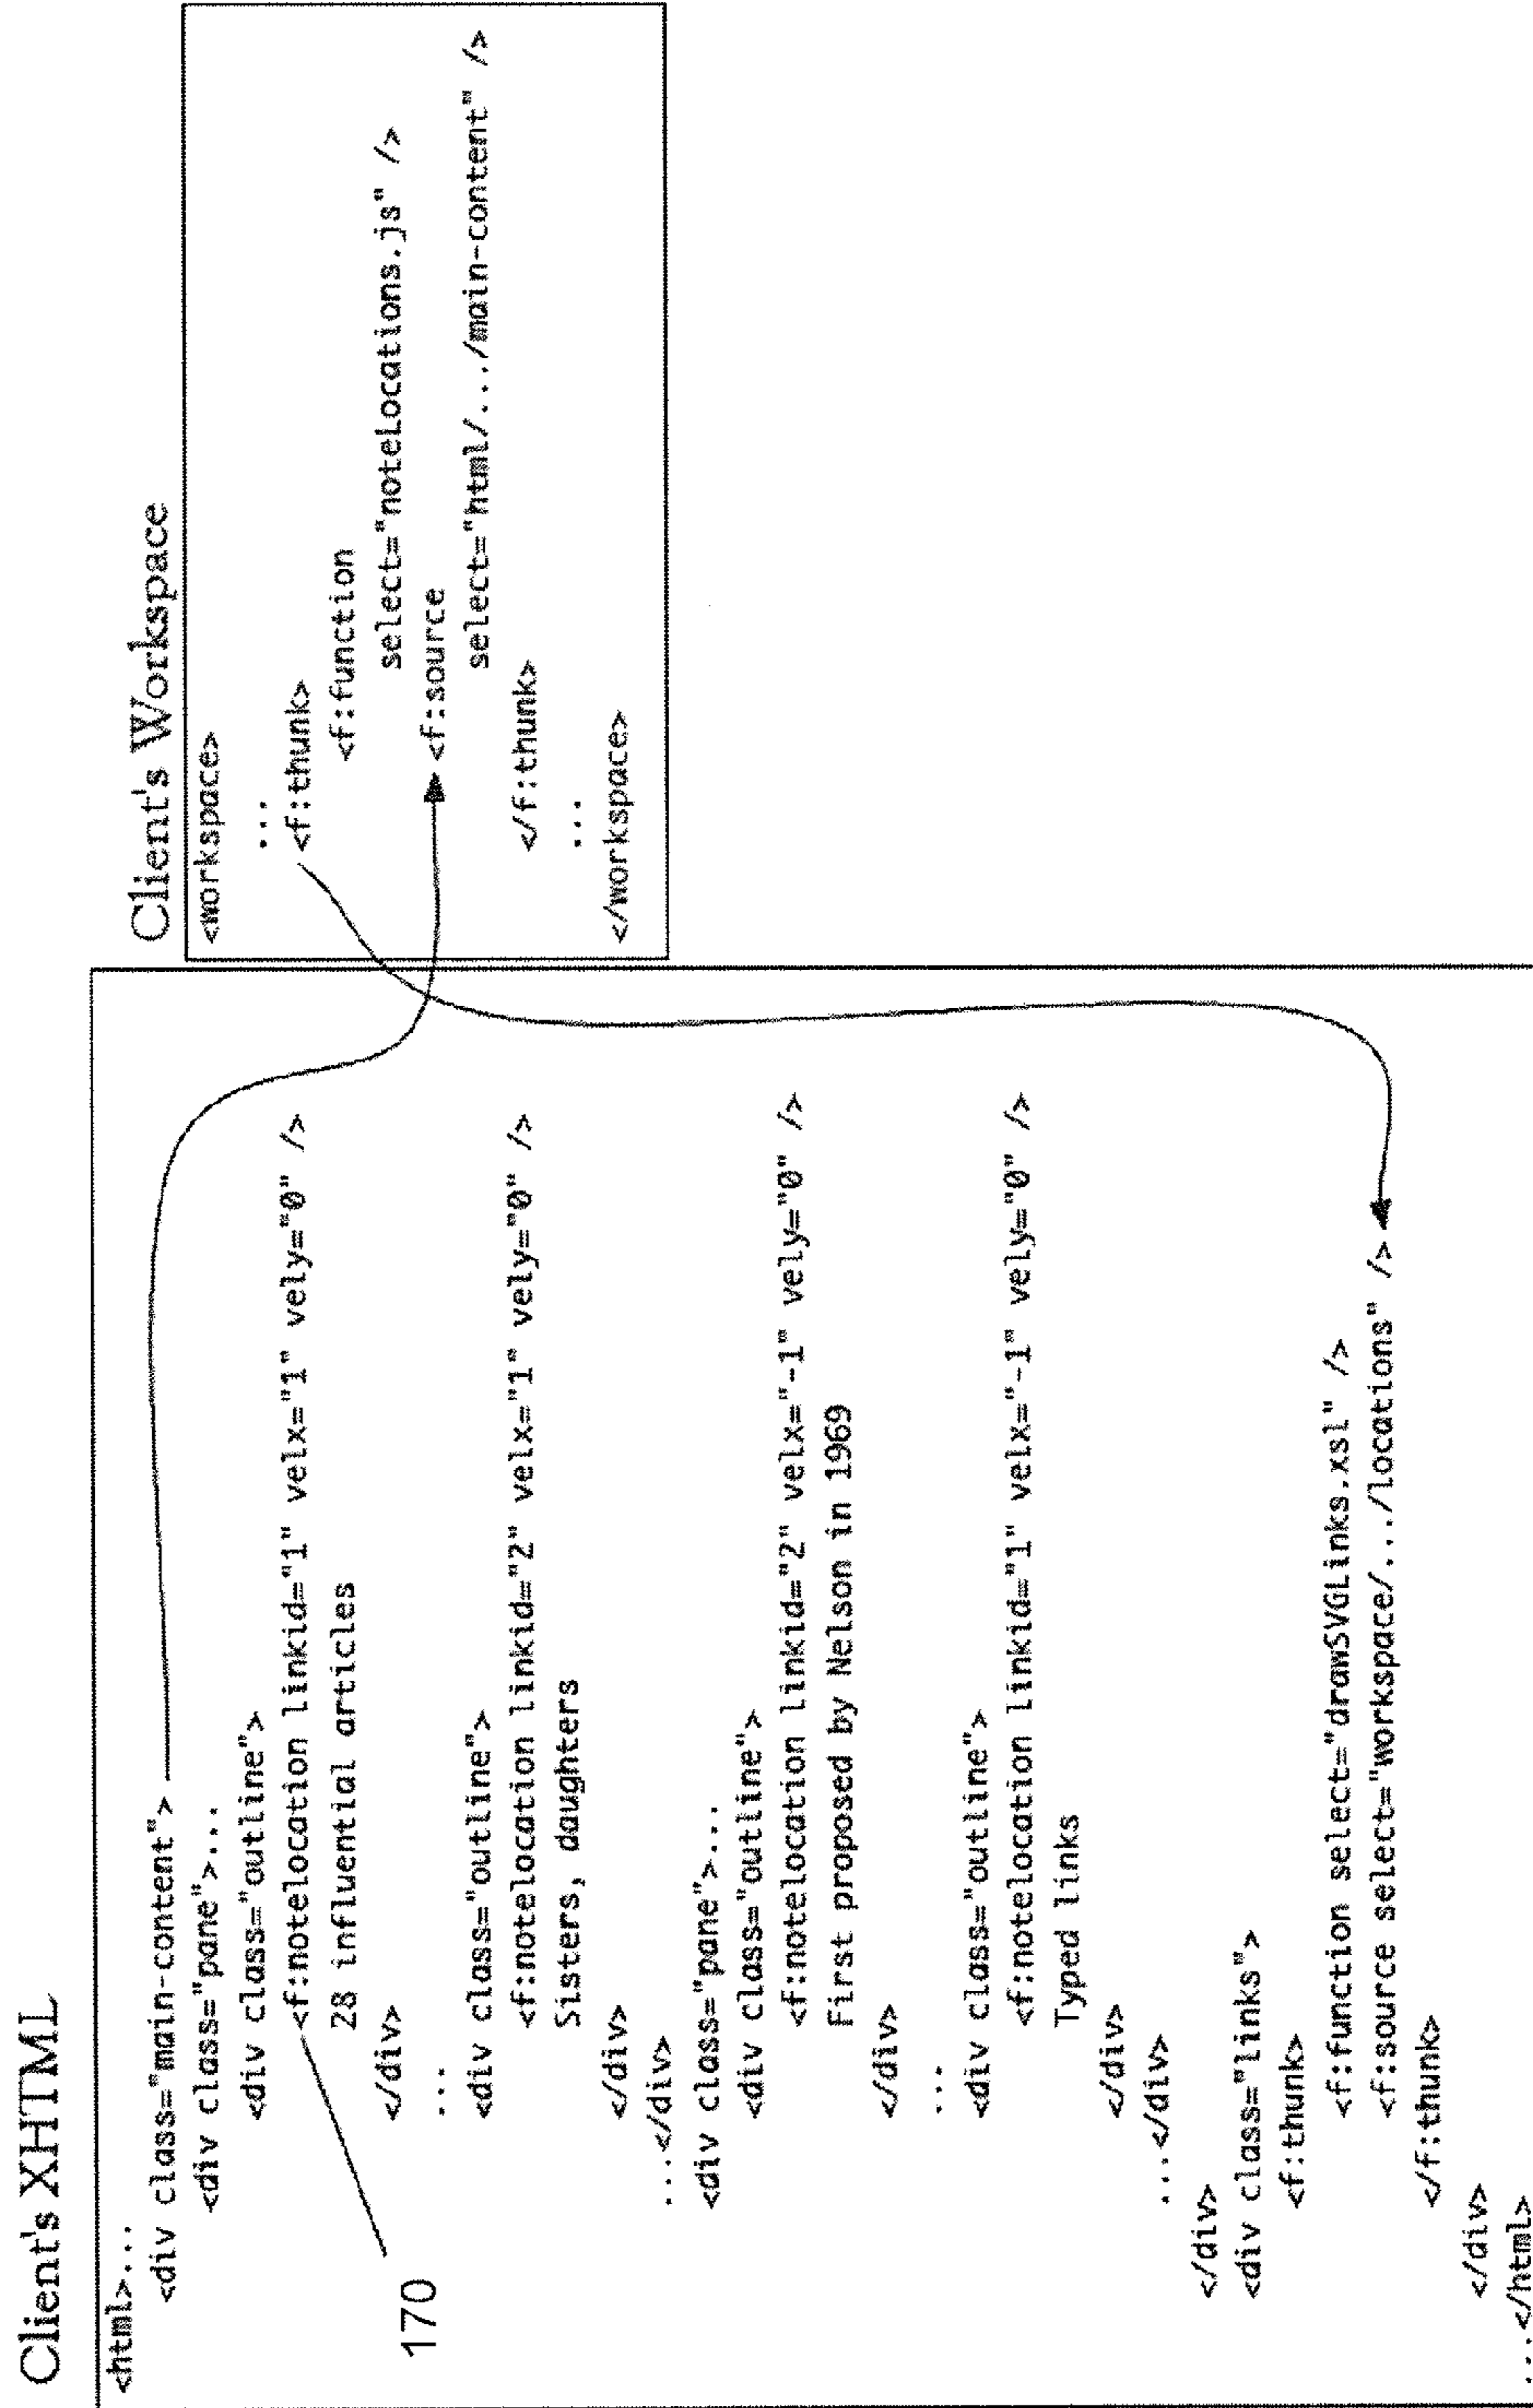 Client's XHTML
<html>...
<div class="main-content">
<div class="pane">...
<div class="outline">
<f:notelocation linkid="1" velx="1" vely="0" />
28 influential articles
</div>
...
<div class="outline">
<f:notelocation linkid="2" velx="1" vely="0" />
Sisters, daughters
</div>
...</div>
<div class="pane">...
<div class="outline">
<f:notelocation linkid="2" velx="-1" vely="0" />
First proposed by Nelson in 1969
</div>
...
<div class="outline">
<f:notelocation linkid="1" velx="-1" vely="0" />
Typed links
</div>
...</div>
</div>
<div class="links">
<f:thunk>
<f:function select="drawSVGLinks.xsl" />
<f:source select="workspace/.../locations" />
</f:thunk>
</div>
...</html>
170
Client's Workspace
<workspace>
...
<f:thunk>
<f:function
select="noteLocations.js" />
<f:source
select="html/.../main-content" />
</f:thunk>
...
</workspace>